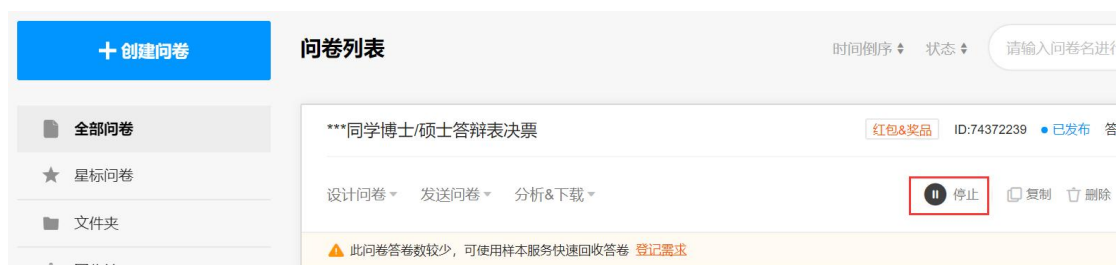 创建问卷
问卷列表
时间倒序 状态 请输入问卷名进
全部问卷
***同学博士/硕士答辩表决票
红包&奖品 ID:74372239 已发布 答
星标问卷
设计问卷 发送问卷 分析&下载
停止 复制 删除
文件夹
此问卷答卷数较少，可使用样本服务快速回收答卷 登记需求